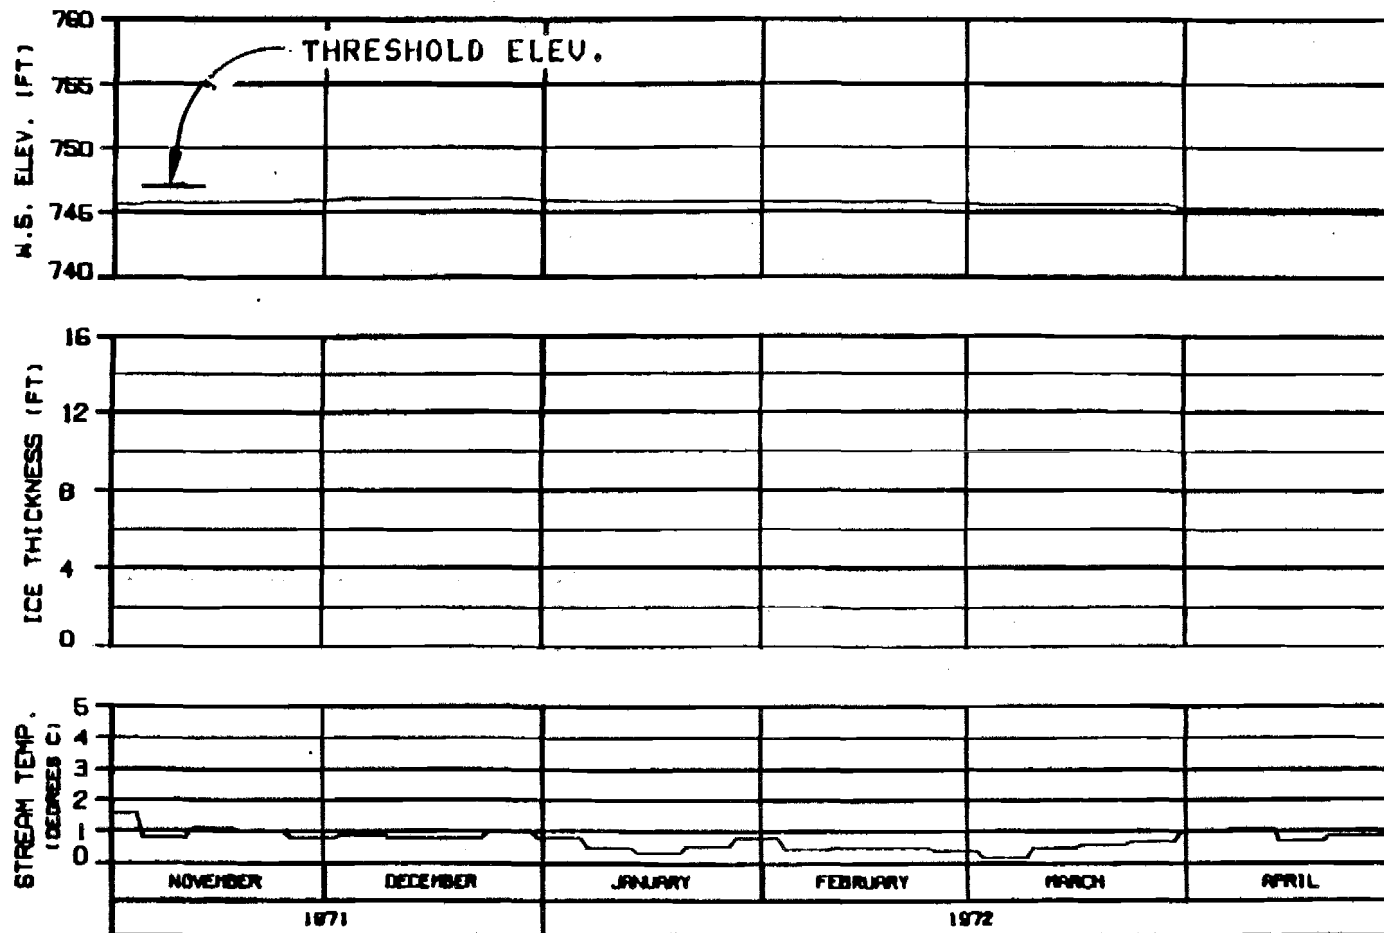 760
THRESHOLD ELEV.
755
750
745
740
W.S. ELEV. (FT)
16
12
8
4
0
ICE THICKNESS (FT)
5
4
3
2
1
0
STREAM TEMP.
(DEGREES C)
NOVEMBER DECEMBER JANUARY FEBRUARY MARCH APRIL
1971 1972